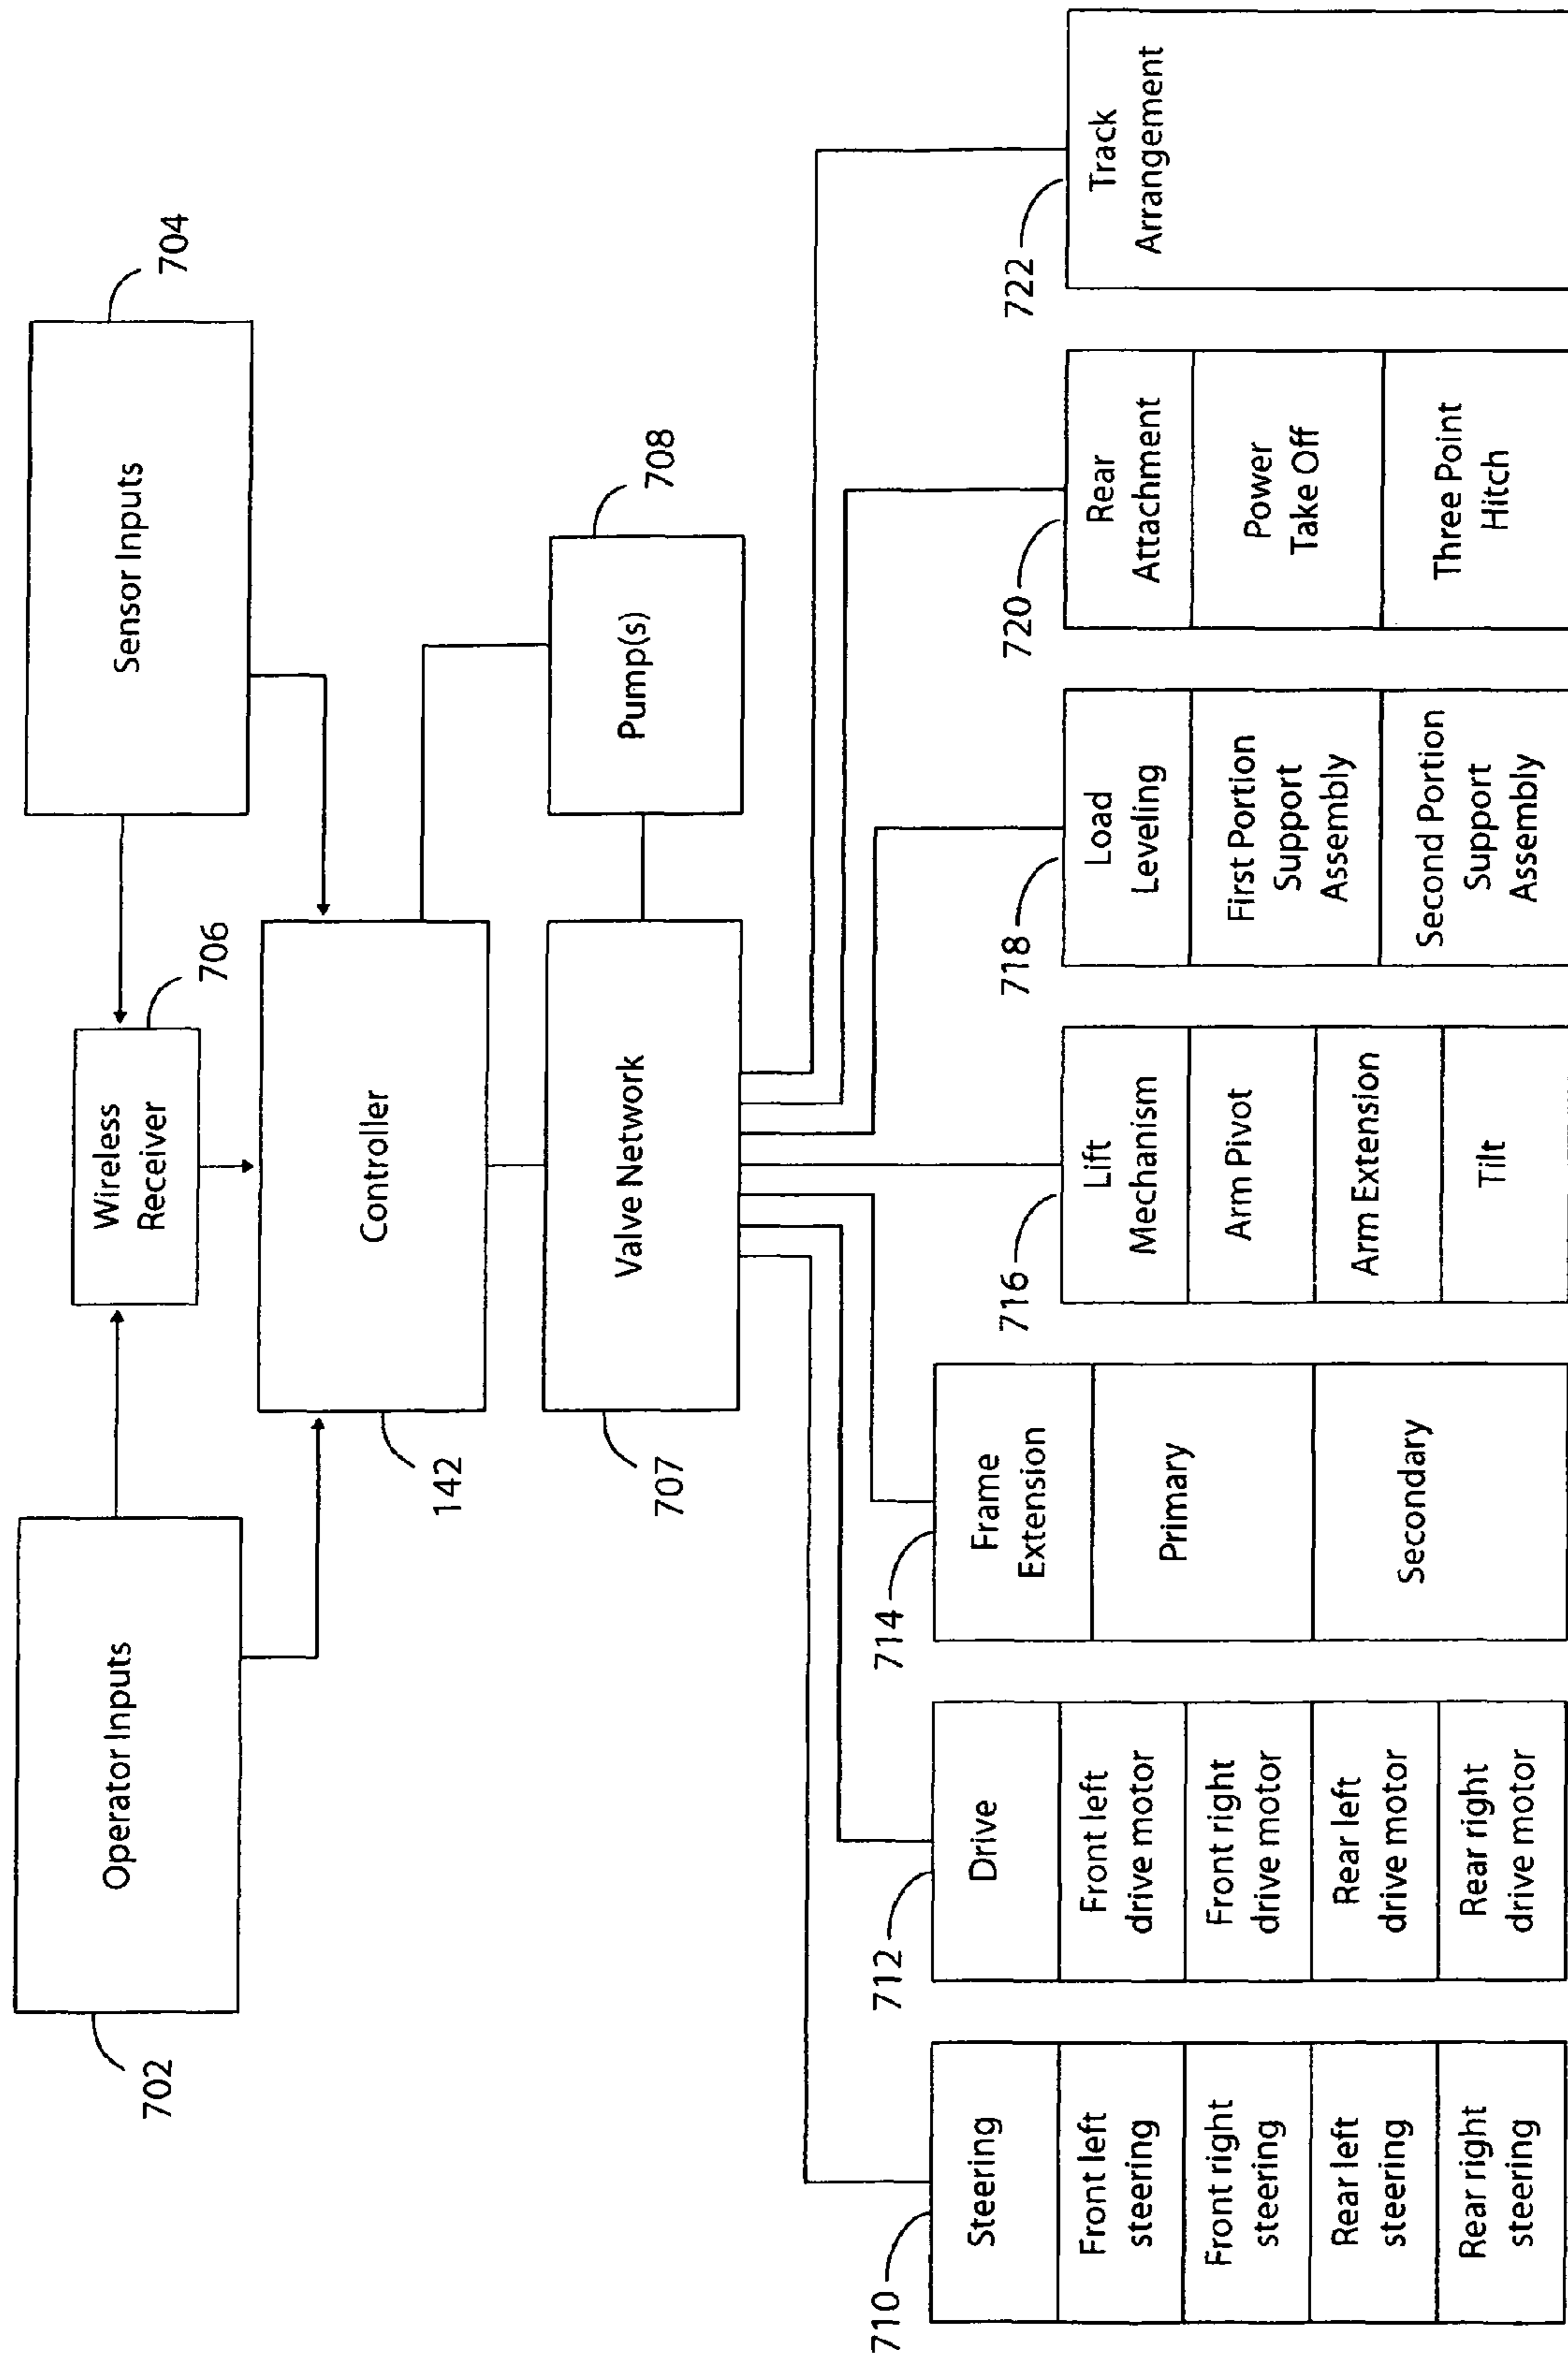 Operator Inputs
702
Sensor Inputs
704
Wireless
Receiver
706
Controller
142
Valve Network
707
Pump(s)
708
710
Steering
Front left
steering
Front right
steering
Rear left
steering
Rear right
steering
712
Drive
Front left
drive motor
Front right
drive motor
Rear left
drive motor
Rear right
drive motor
714
Frame
Extension
Primary
Secondary
716
Lift
Mechanism
Arm Pivot
Arm Extension
Tilt
718
Load
Leveling
First Portion
Support
Assembly
Second Portion
Support
Assembly
720
Rear
Attachment
Power
Take Off
Three Point
Hitch
722
Track
Arrangement